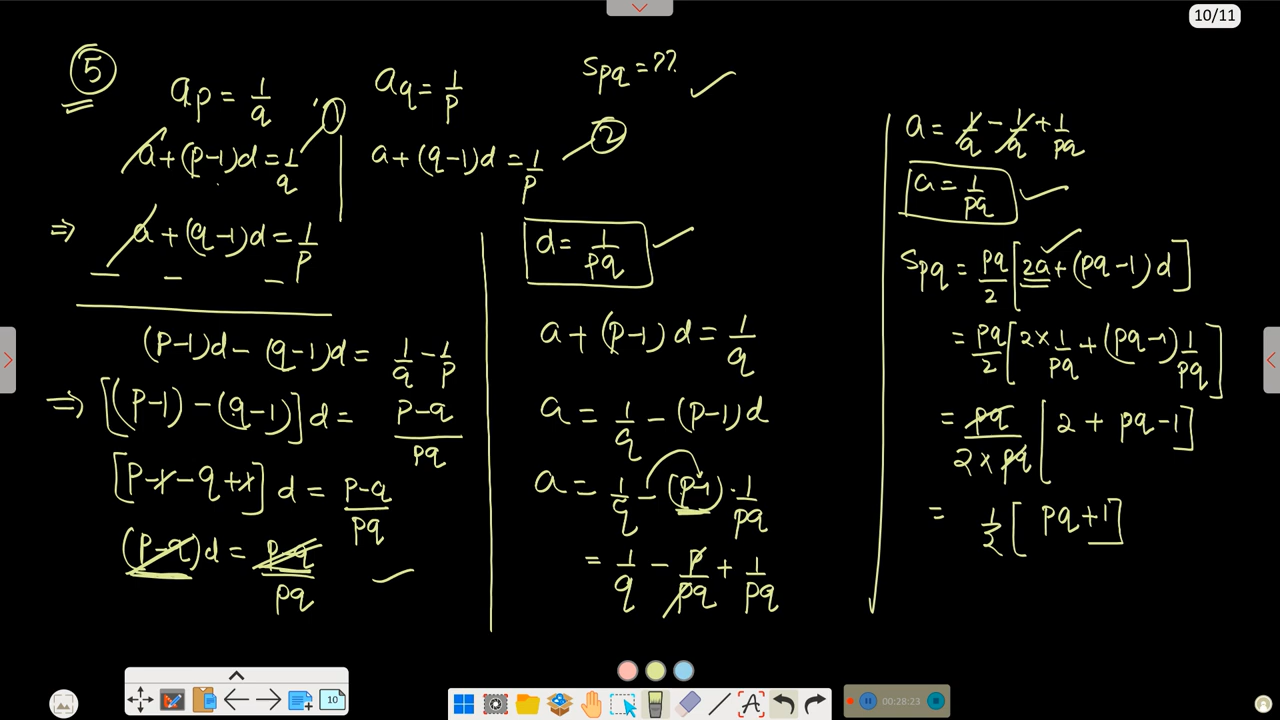 10/11
5
ap = 1/q
a + (p-1)d = 1/q 1
⇒ a + (q-1)d = 1/p
− − −
(p-1)d - (q-1)d = 1/q - 1/p
⇒ [(p-1) - (q-1)]d = p-q/pq
[p-1-q+1]d = p-q/pq
(p-q)d = p-q/pq
aq = 1/p
a + (q-1)d = 1/p 2
Spq = ??
d = 1/pq
a + (p-1)d = 1/q
a = 1/q - (p-1)d
a = 1/q - (p-1) · 1/pq
= 1/q - p/pq + 1/pq
a = 1/q - 1/q + 1/pq
a = 1/pq
Spq = pq/2 [2a + (pq-1)d]
= pq/2 [2 × 1/pq + (pq-1) 1/pq]
= pq/2×pq [2 + pq-1]
= 1/2 [pq+1]
10
00:28:23